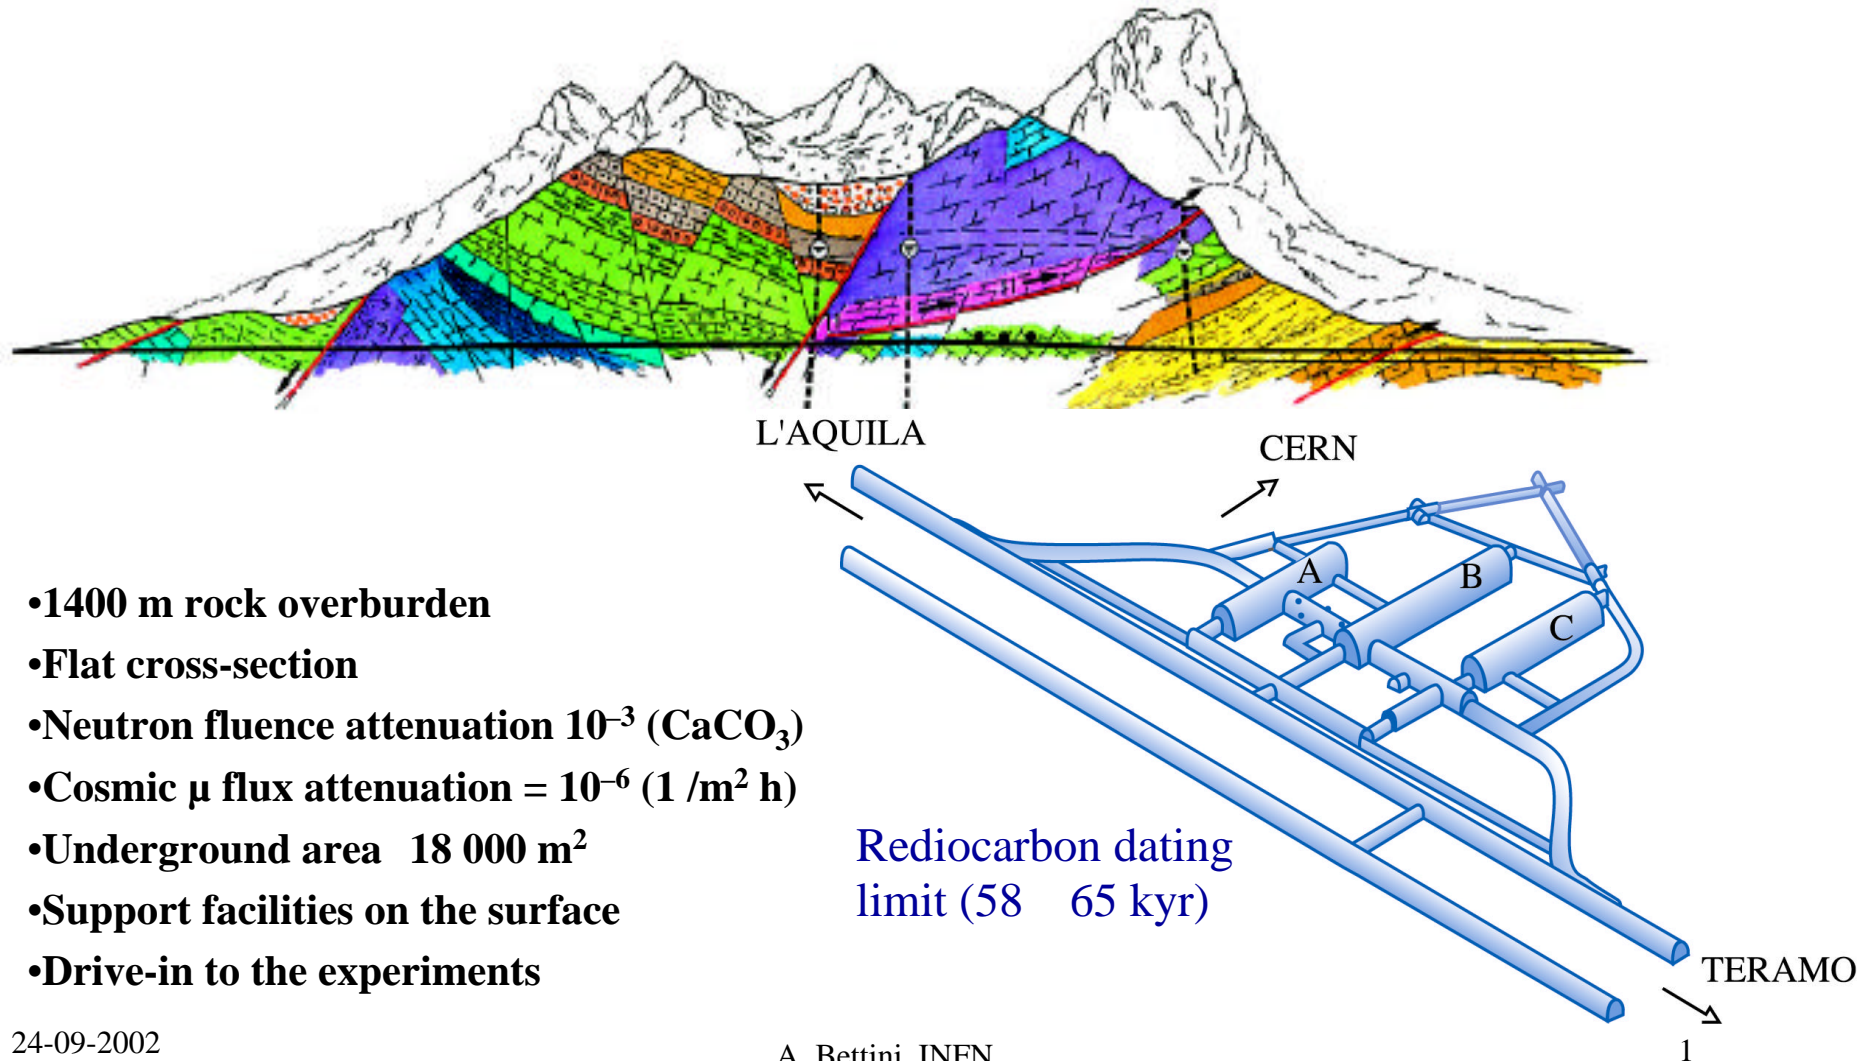 L'AQUILA
CERN
A
B
C
•1400 m rock overburden
•Flat cross-section
•Neutron fluence attenuation 10⁻³ (CaCO₃)
•Cosmic µ flux attenuation = 10⁻⁶ (1 /m² h)
•Underground area 18 000 m²
•Support facilities on the surface
•Drive-in to the experiments
Rediocarbon dating
limit (58 65 kyr)
TERAMO
24-09-2002
A. Bettini. INFN
1